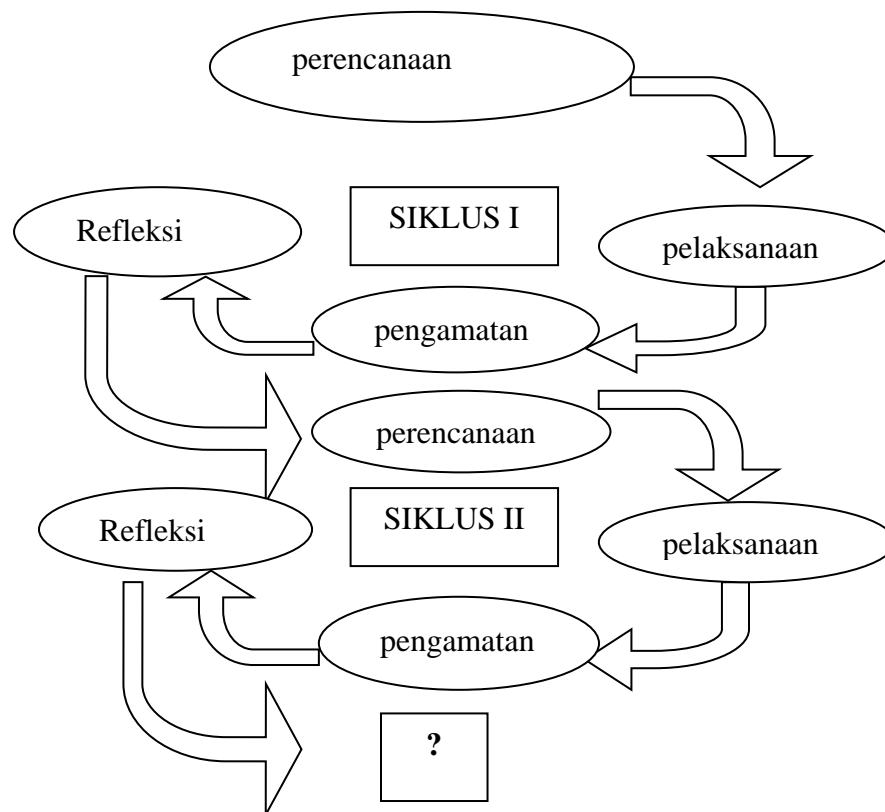 perencanaan
Refleksi
SIKLUS I
pelaksanaan
pengamatan
perencanaan
Refleksi
SIKLUS II
pelaksanaan
pengamatan
?